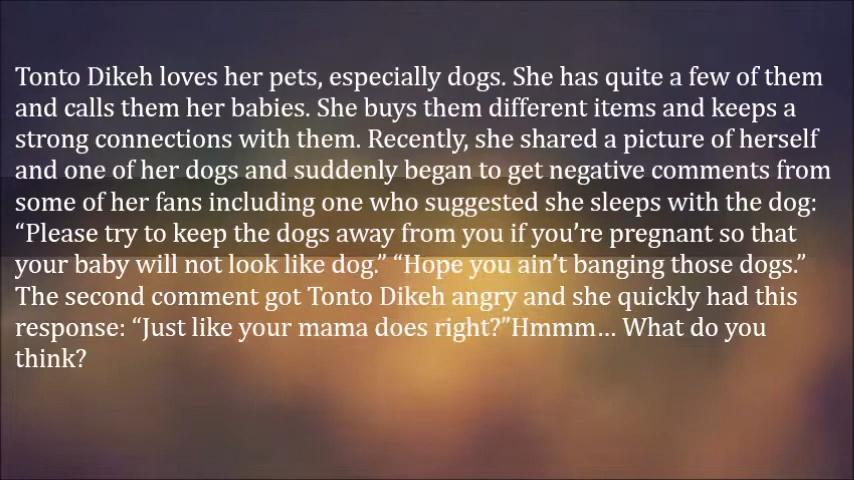 Tonto Dikeh loves her pets, especially dogs. She has quite a few of them
and calls them her babies. She buys them different items and keeps a
strong connections with them. Recently, she shared a picture of herself
and one of her dogs and suddenly began to get negative comments from
some of her fans including one who suggested she sleeps with the dog:
“Please try to keep the dogs away from you if you’re pregnant so that
your baby will not look like dog.” “Hope you ain’t banging those dogs.”
The second comment got Tonto Dikeh angry and she quickly had this
response: “Just like your mama does right?”Hmmm… What do you
think?